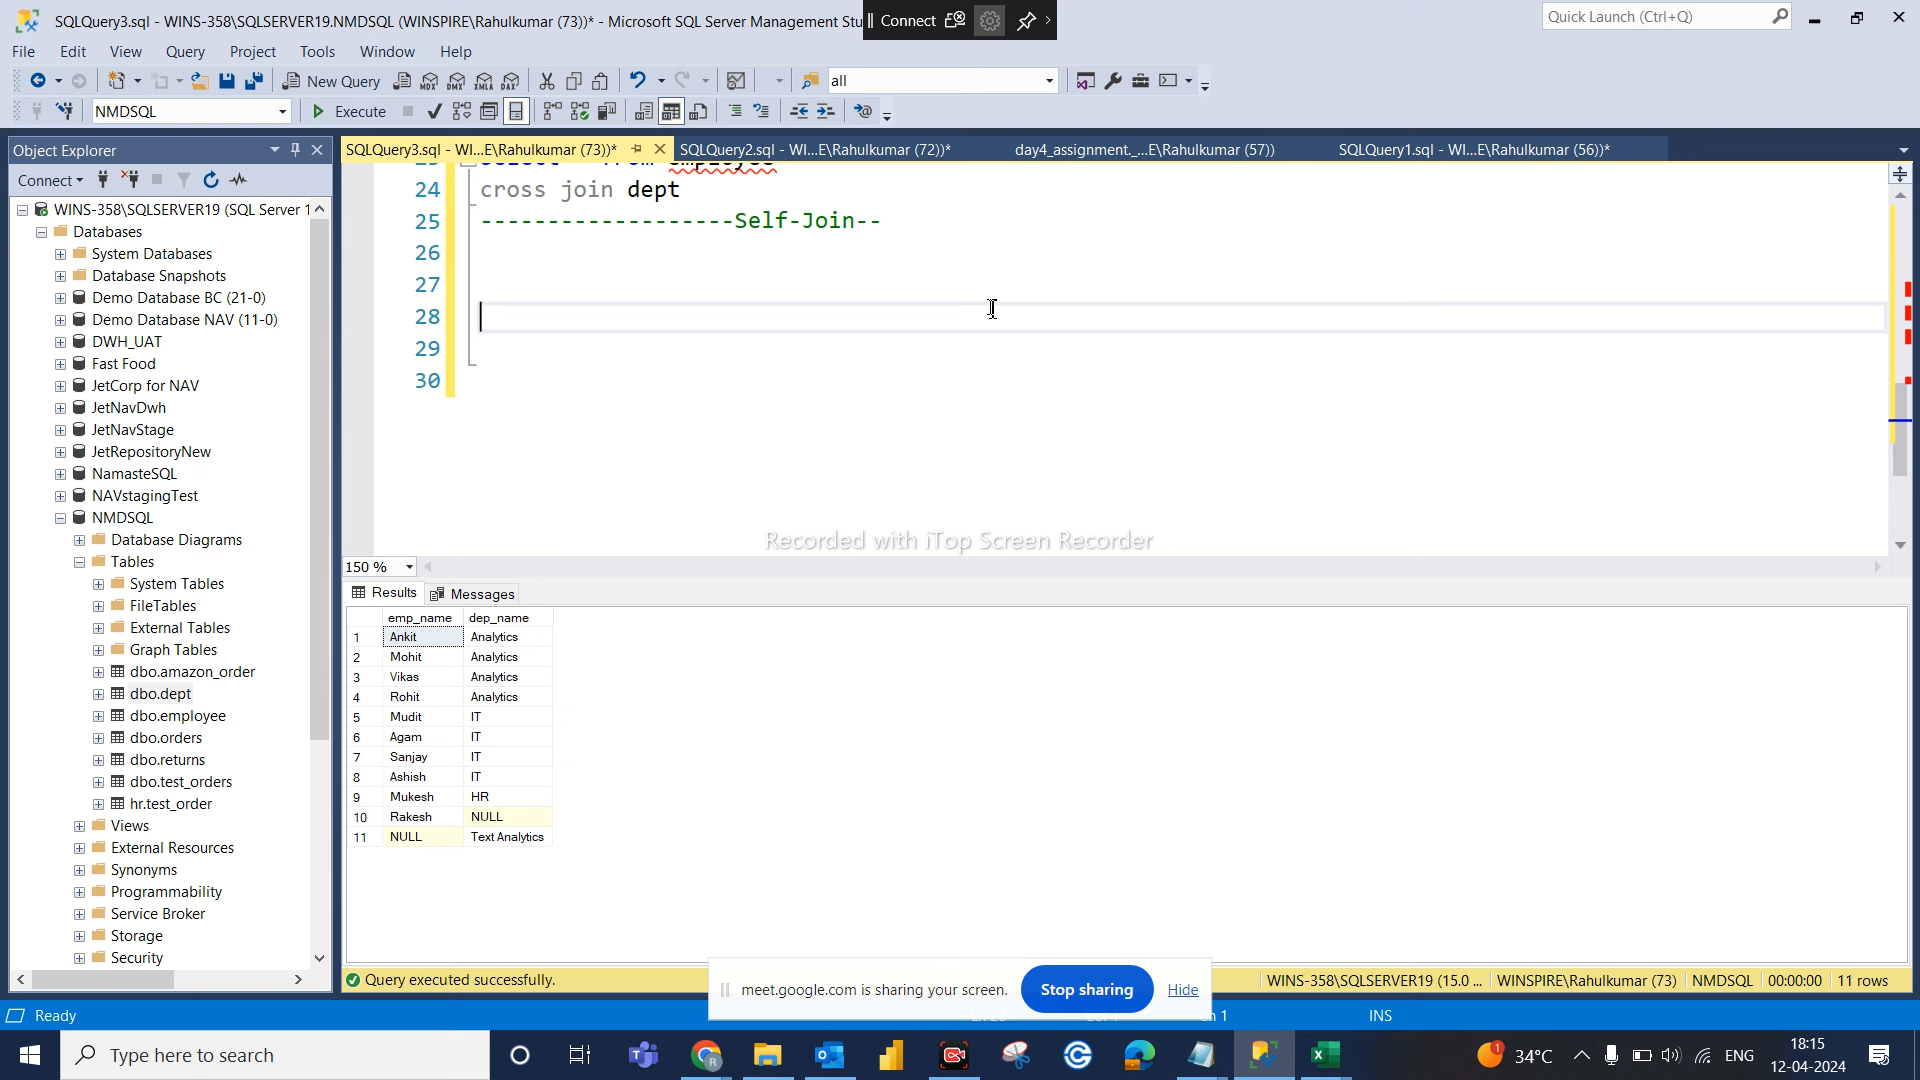 SQLQuery3.sql - WINS-358\SQLSERVER19.NMDSQL (WINSPIRE\Rahulkumar (73))* - Microsoft SQL Server Management Stu
Connect
Quick Launch (Ctrl+Q)
File Edit View Query Project Tools Window Help
New Query
MDX DMX XMLA DAX
all
NMDSQL
Execute
Object Explorer
SQLQuery3.sql - WI...E\Rahulkumar (73))*
SQLQuery2.sql - WI...E\Rahulkumar (72))*
day4_assignment._...E\Rahulkumar (57))
SQLQuery1.sql - WI...E\Rahulkumar (56))*
Connect
WINS-358\SQLSERVER19 (SQL Server 1
Databases
System Databases
Database Snapshots
Demo Database BC (21-0)
Demo Database NAV (11-0)
DWH_UAT
Fast Food
JetCorp for NAV
JetNavDwh
JetNavStage
JetRepositoryNew
NamasteSQL
NAVstagingTest
NMDSQL
Database Diagrams
Tables
System Tables
FileTables
External Tables
Graph Tables
dbo.amazon_order
dbo.dept
dbo.employee
dbo.orders
dbo.returns
dbo.test_orders
hr.test_order
Views
External Resources
Synonyms
Programmability
Service Broker
Storage
Security
24 cross join dept
25 -------------------Self-Join--
26
27
28
29
30
Recorded with iTop Screen Recorder
150 %
Results Messages
emp_name dep_name
1 Ankit Analytics
2 Mohit Analytics
3 Vikas Analytics
4 Rohit Analytics
5 Mudit IT
6 Agam IT
7 Sanjay IT
8 Ashish IT
9 Mukesh HR
10 Rakesh NULL
11 NULL Text Analytics
Query executed successfully.
WINS-358\SQLSERVER19 (15.0 ... WINSPIRE\Rahulkumar (73) NMDSQL 00:00:00 11 rows
meet.google.com is sharing your screen. Stop sharing Hide
Ready
INS
Type here to search
1 34°C ENG
18:15
12-04-2024